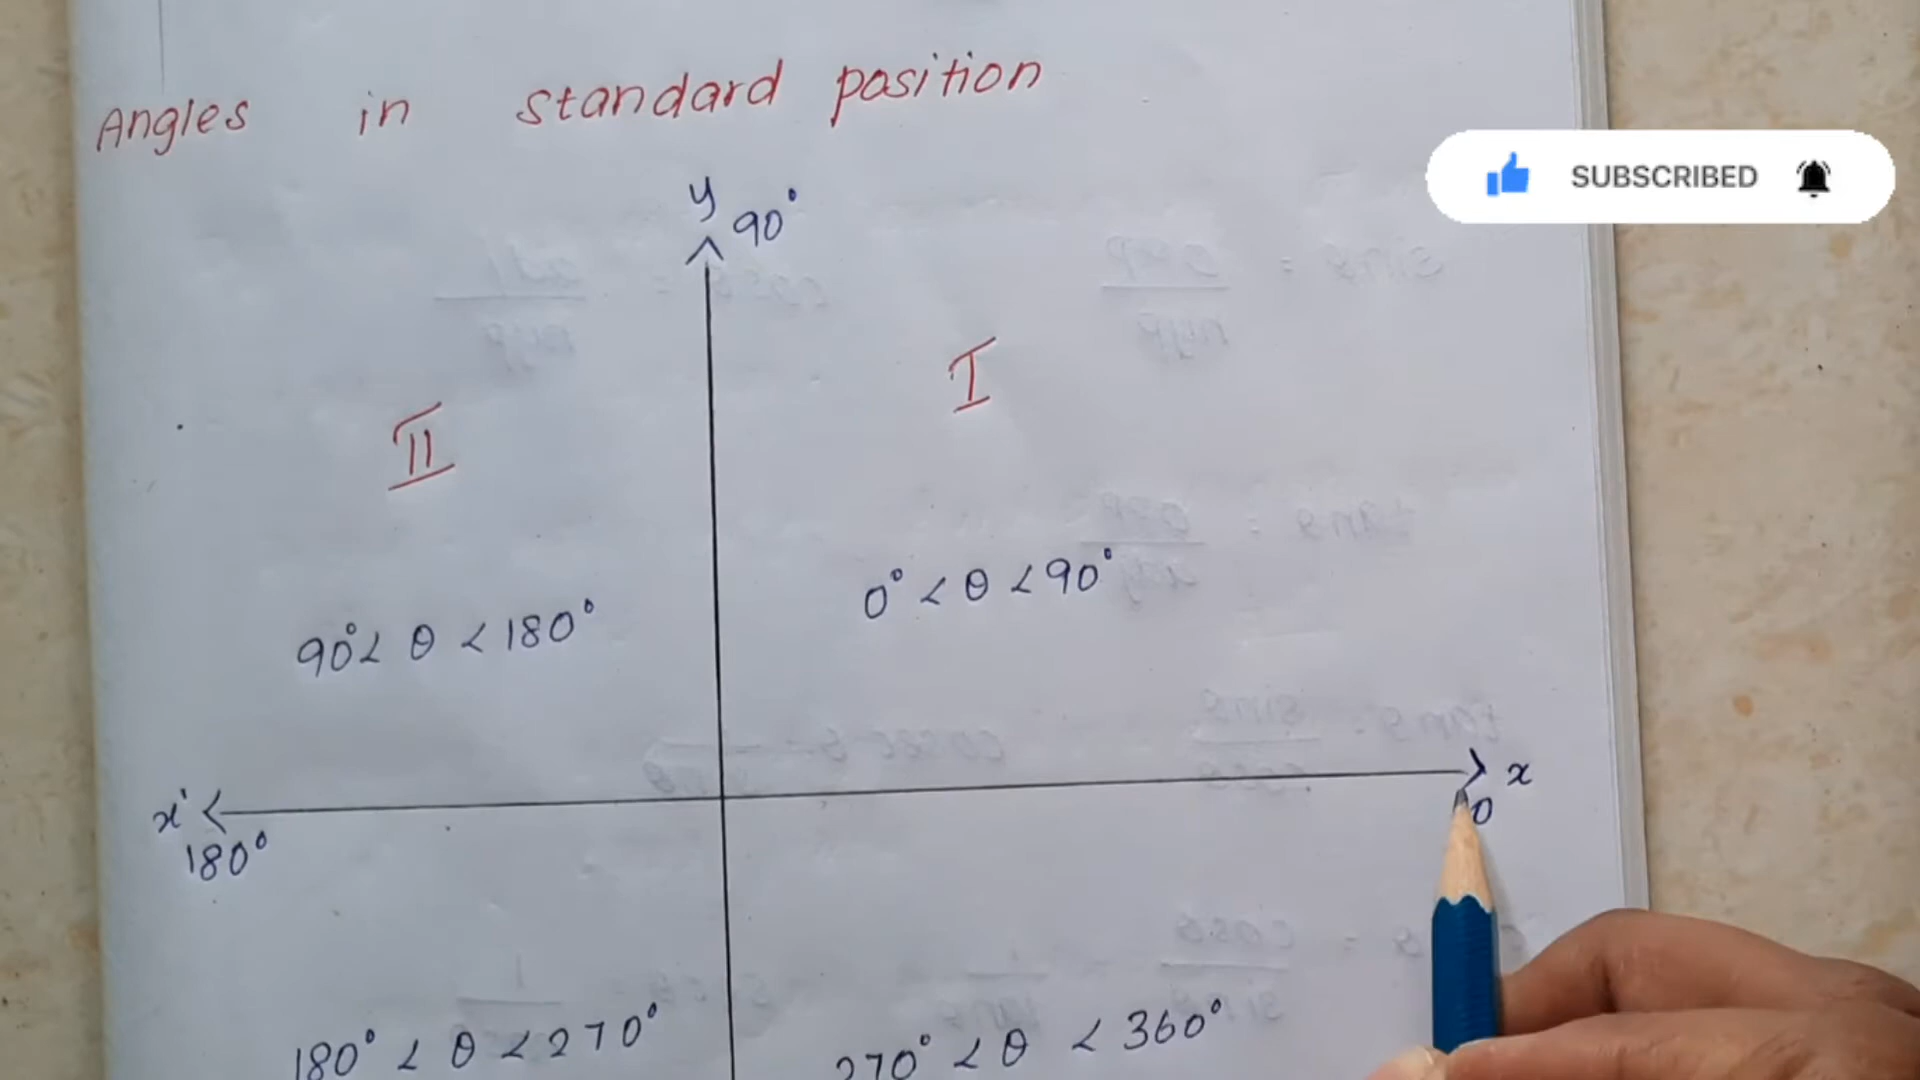 Angles in standard position
SUBSCRIBED
y
90°
I
II
0° < θ < 90°
90° < θ < 180°
x' x
180° 0
180° < θ < 270° 270° < θ < 360°